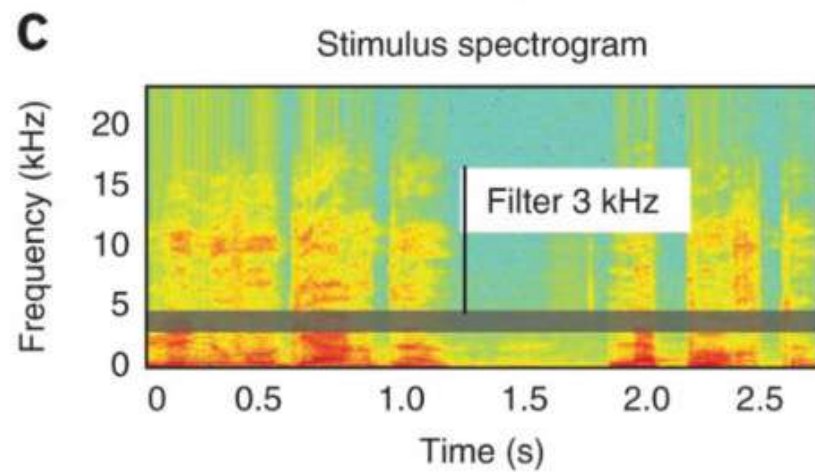 C
Stimulus spectrogram
Frequency (kHz)
20
15
10
5
0
Filter 3 kHz
0 0.5 1.0 1.5 2.0 2.5
Time (s)